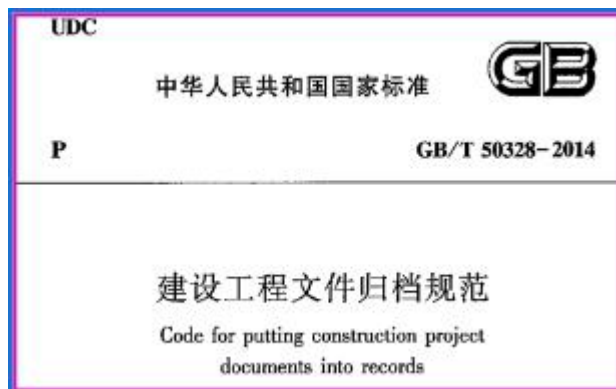 UDC
中华人民共和国国家标准
GB
P
GB/T 50328-2014
建设工程文件归档规范
Code for putting construction project
documents into records